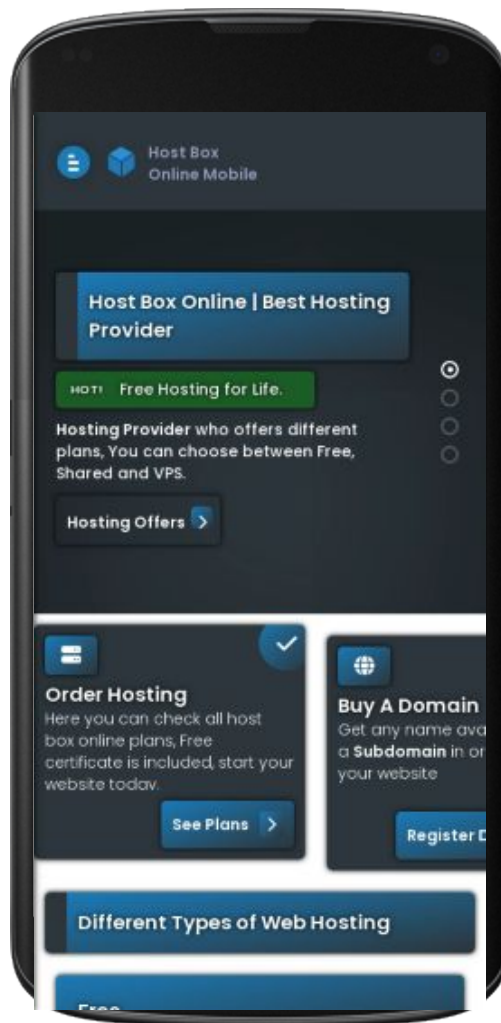 Host Box
Online Mobile
Host Box Online | Best Hosting
Provider
HOT! Free Hosting for Life.
Hosting Provider who offers different
plans, You can choose between Free,
Shared and VPS.
Hosting Offers
Order Hosting
Here you can check all host
box online plans, Free
certificate is included, start your
website today.
See Plans
Buy A Domain
Get any name
a Subdomain in
your website
Register
Different Types of Web Hosting
Free